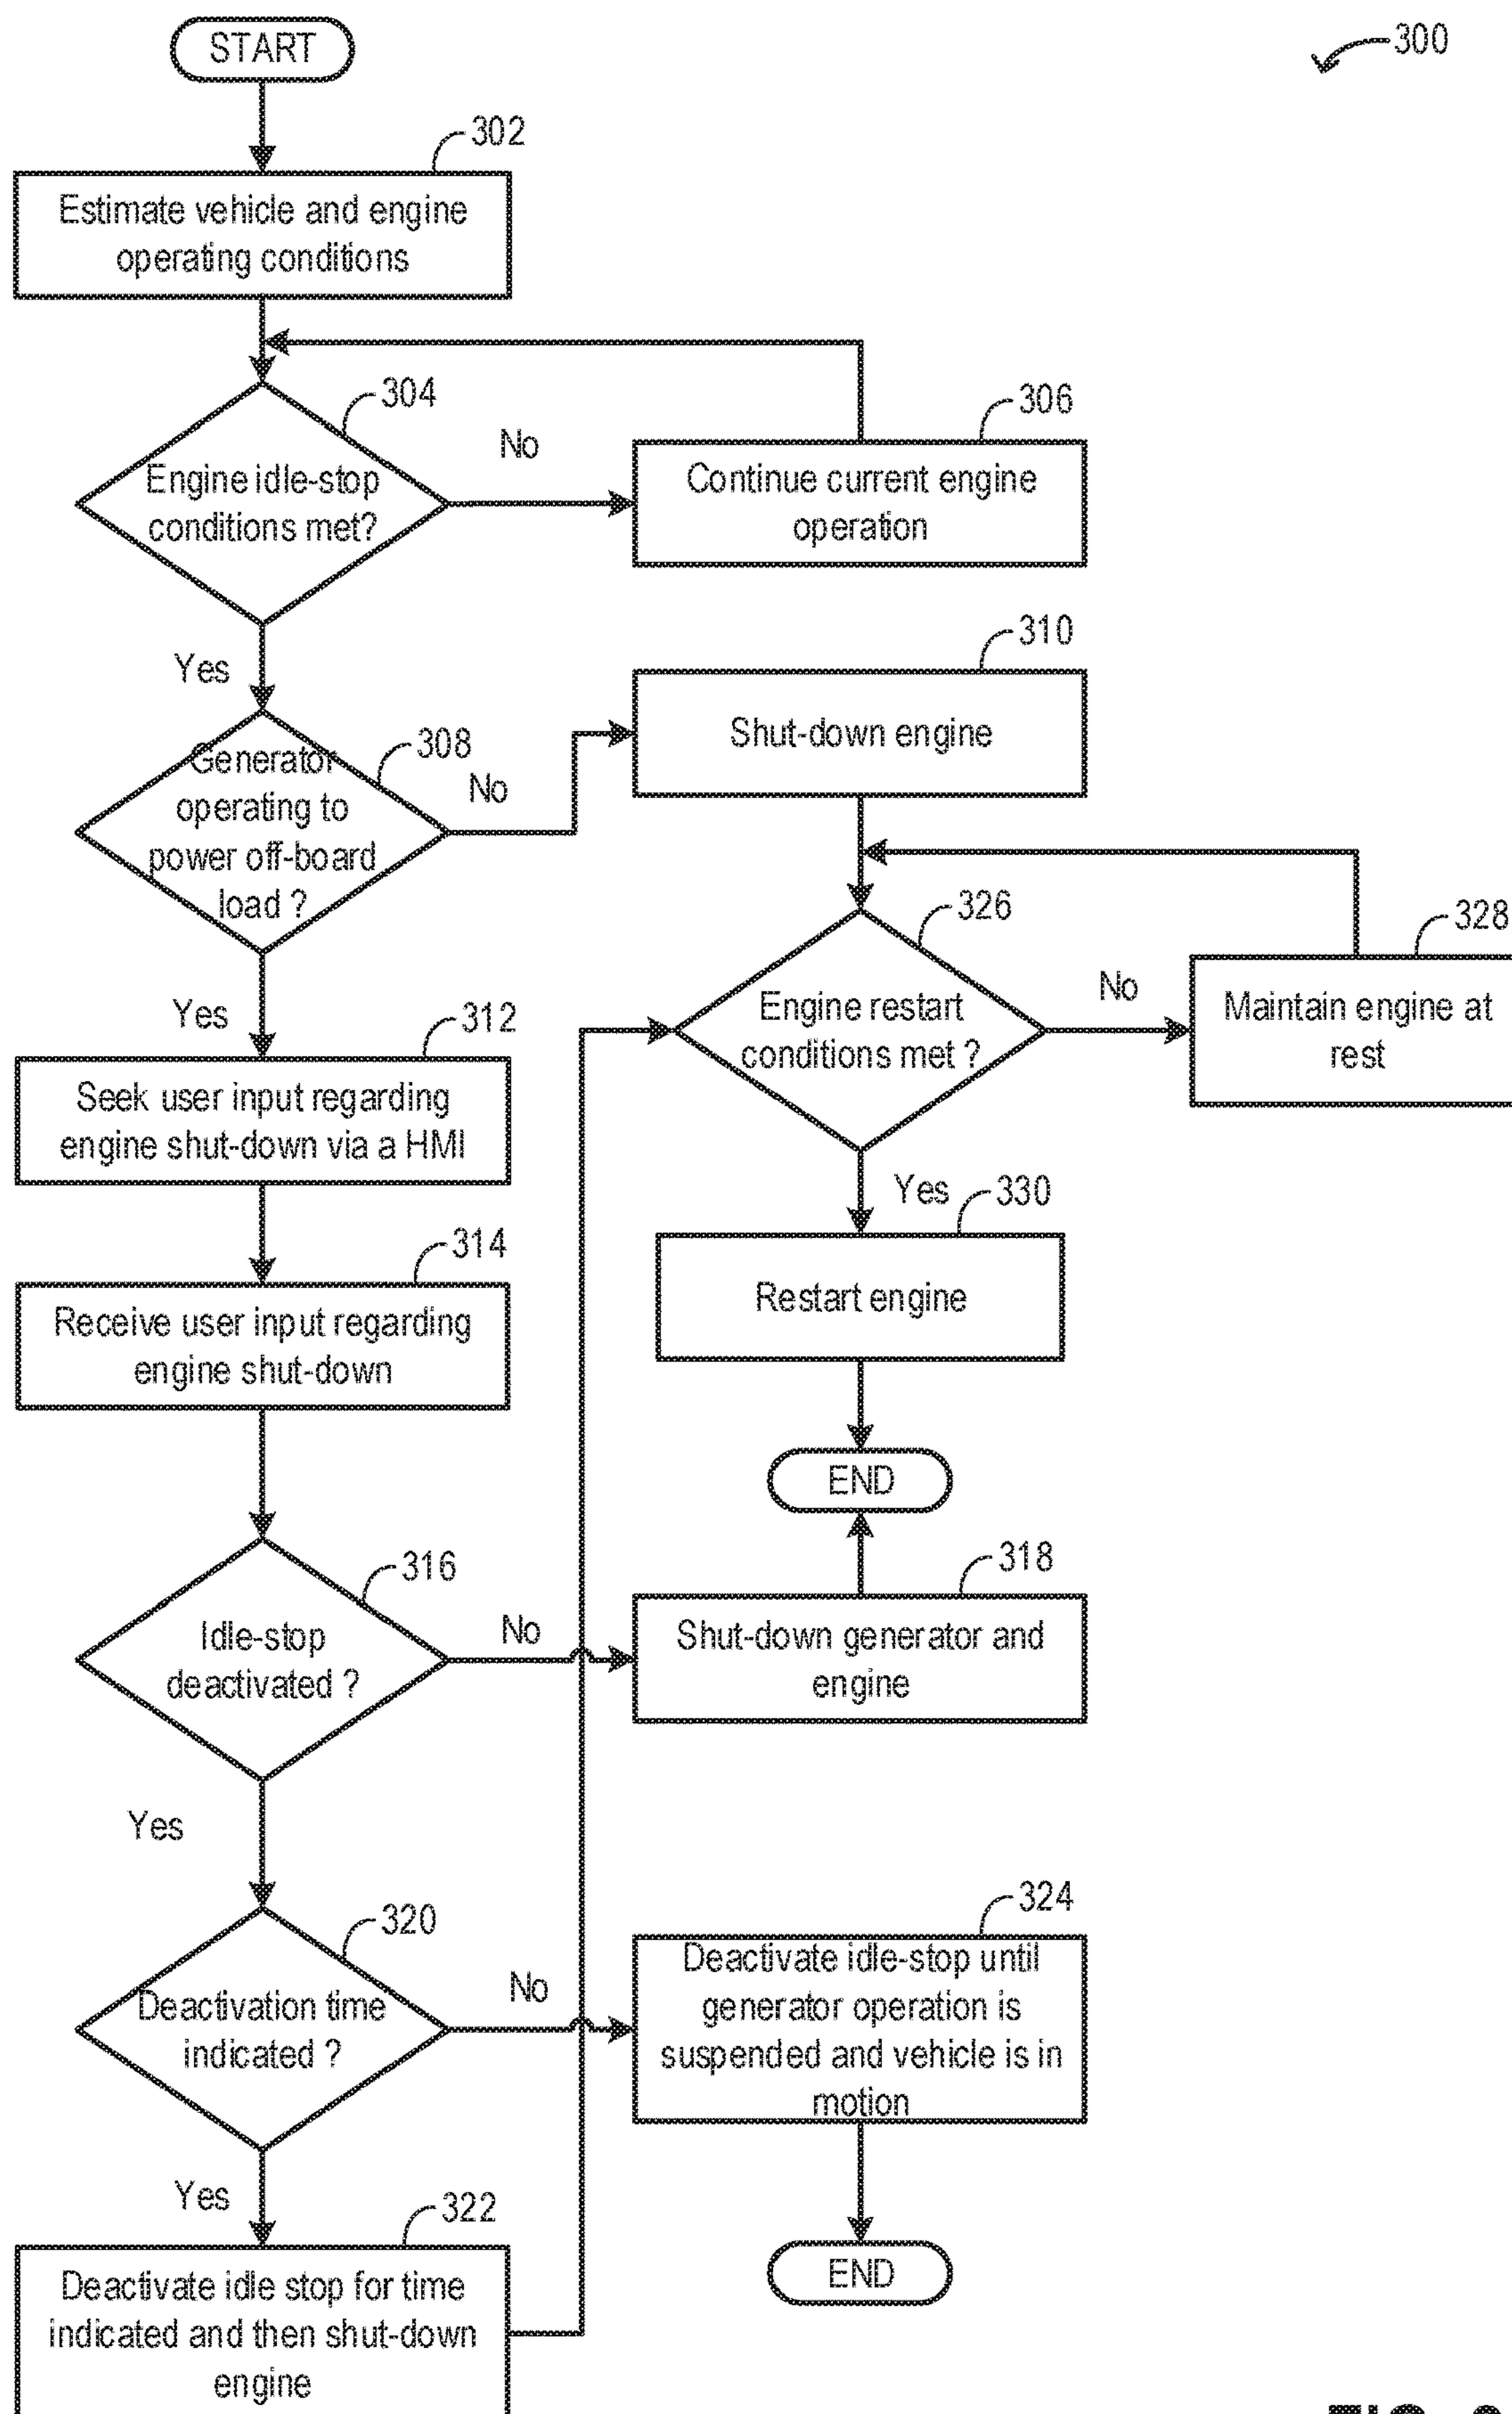 START
300
302
Estimate vehicle and engine
operating conditions
304
Engine idle-stop
conditions met?
No
306
Continue current engine
operation
Yes
308
Generator
operating to
power off-board
load ?
No
310
Shut-down engine
326
Engine restart
conditions met ?
No
328
Maintain engine at
rest
Yes
312
Seek user input regarding
engine shut-down via a HMI
Yes
330
Restart engine
314
Receive user input regarding
engine shut-down
END
316
Idle-stop
deactivated ?
No
318
Shut-down generator and
engine
Yes
320
Deactivation time
indicated ?
No
324
Deactivate idle-stop until
generator operation is
suspended and vehicle is in
motion
Yes
322
Deactivate idle stop for time
indicated and then shut-down
engine
END